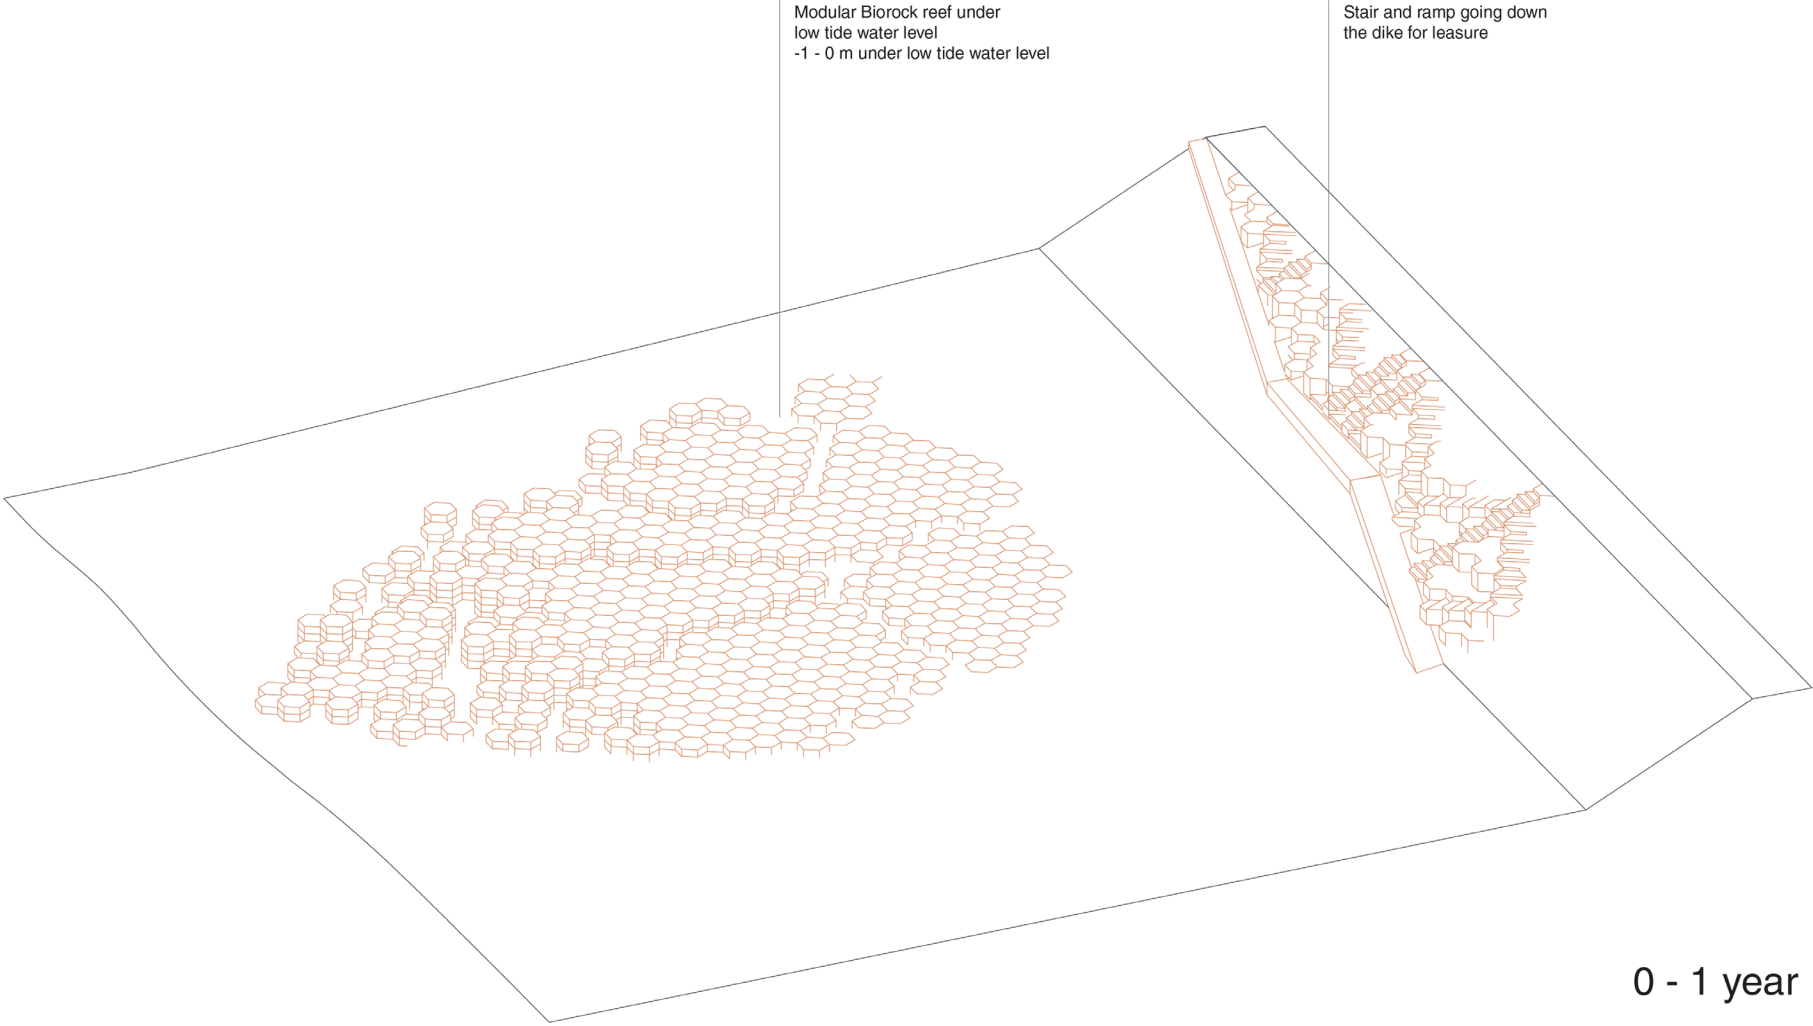 Modular Biorock reef under
low tide water level
-1 - 0 m under low tide water level
Stair and ramp going down
the dike for leasure
0 - 1 year